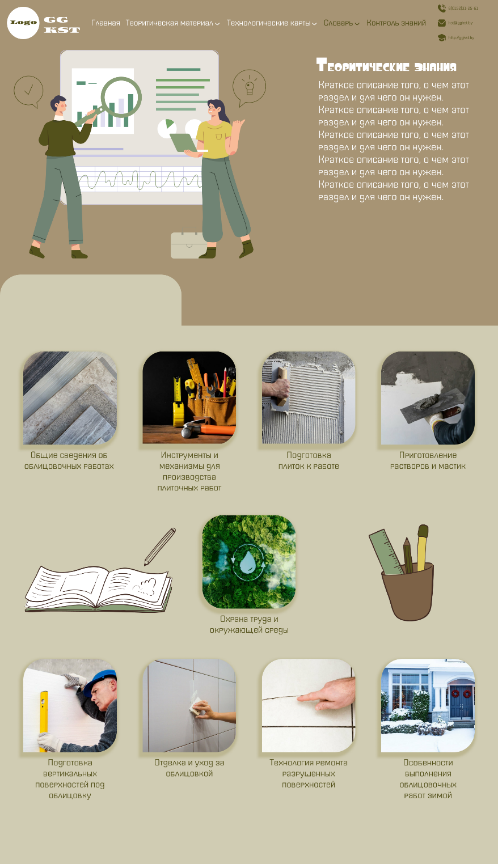 Logo
GG
KST
Главная Теоритическая материал Технологические карты Словарь Контроль знаний
Теоритические знания
Краткое описание того, о чем этот
раздел и для чего он нужен.
Краткое описание того, о чем этот
раздел и для чего он нужен.
Краткое описание того, о чем этот
раздел и для чего он нужен.
Краткое описание того, о чем этот
раздел и для чего он нужен.
Краткое описание того, о чем этот
раздел и для чего он нужен.
Общие сведения об
облицовочных работах
Инструменты и
механизмы для
производства
плиточных работ
Подготовка
плиток к работе
Приготовление
растворов и мастик
Охрана труда и
окружающей среды
Подготовка
вертикальных
поверхностей под
облицовку
Отделка и уход за
облицовкой
Технология ремонта
разрушенных
поверхностей
Особенности
выполнения
облицовочных
работ зимой